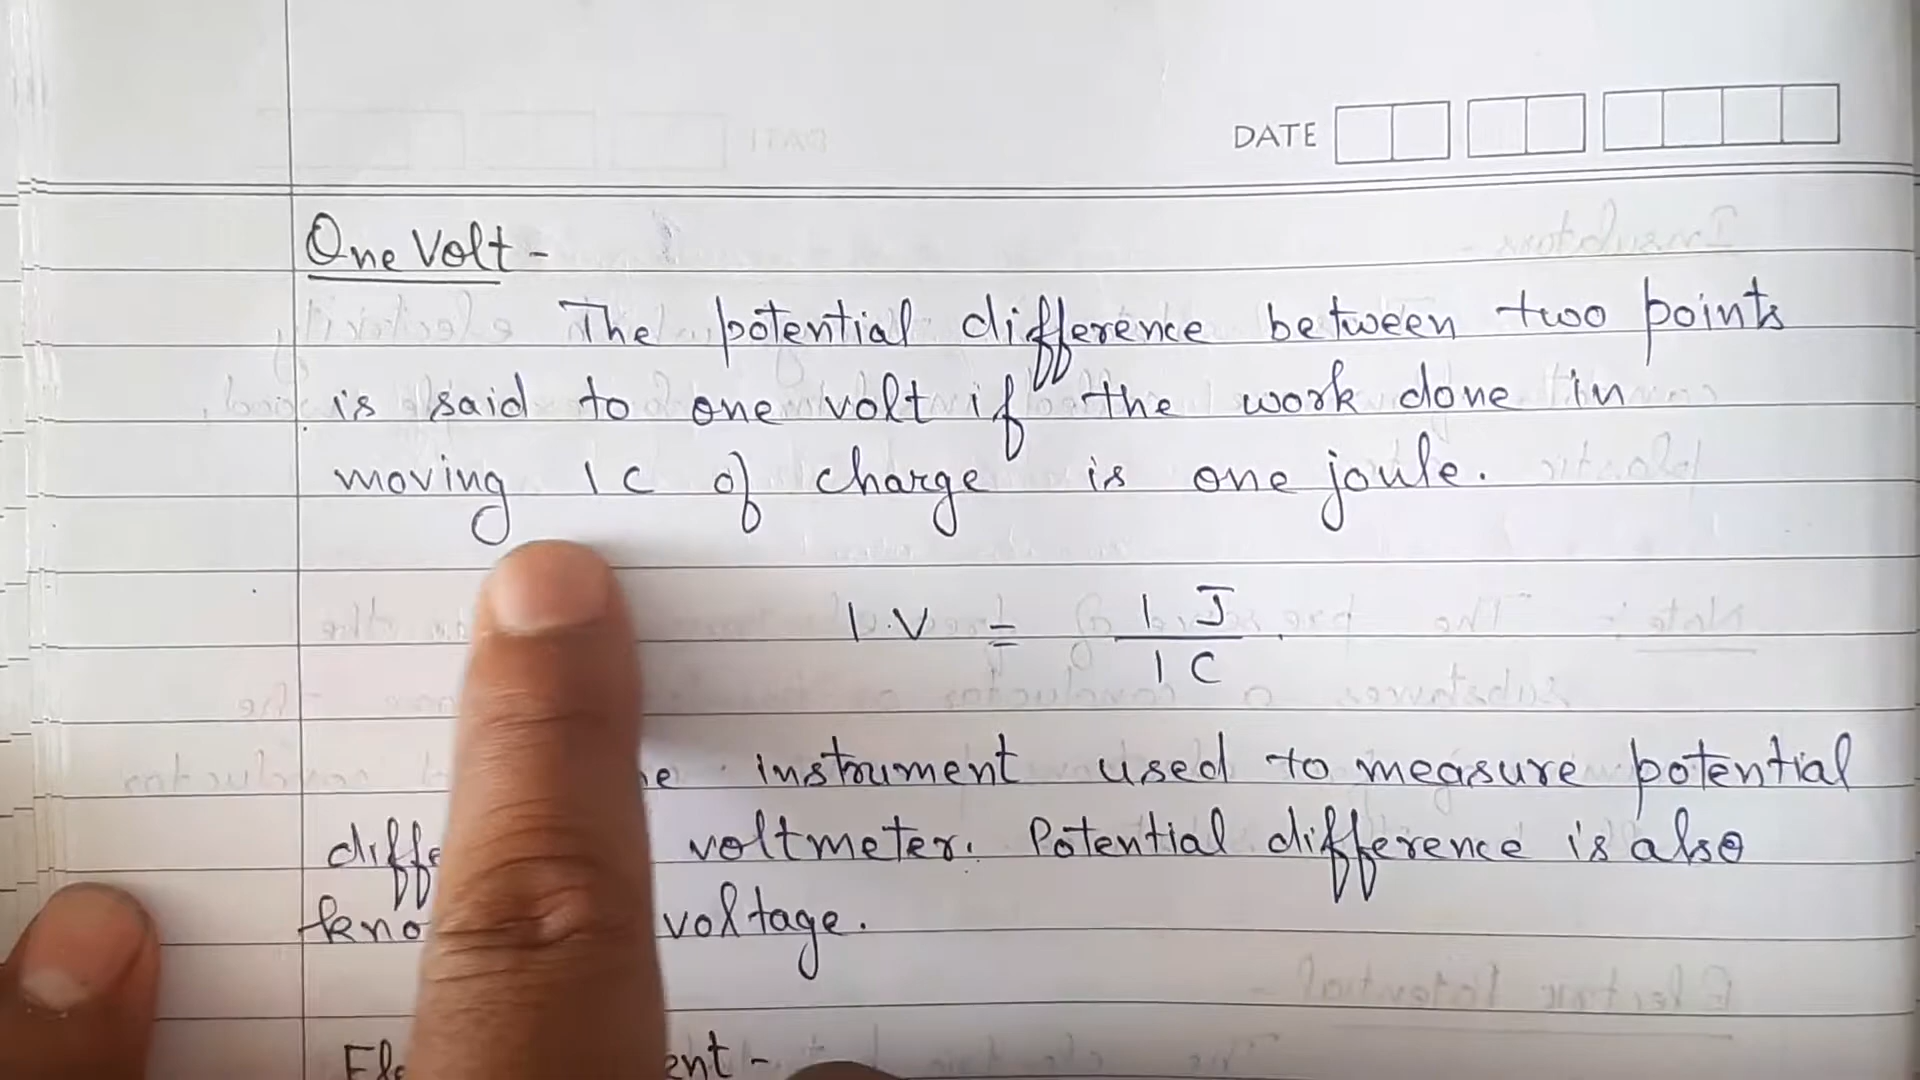 DATE
One Volt -
The potential difference between two points
is said to one volt if the work done in
moving 1 C of charge is one joule.
1.V = 1 J
1 C
instrument used to measure potential
voltmeter. Potential difference is also
voltage.